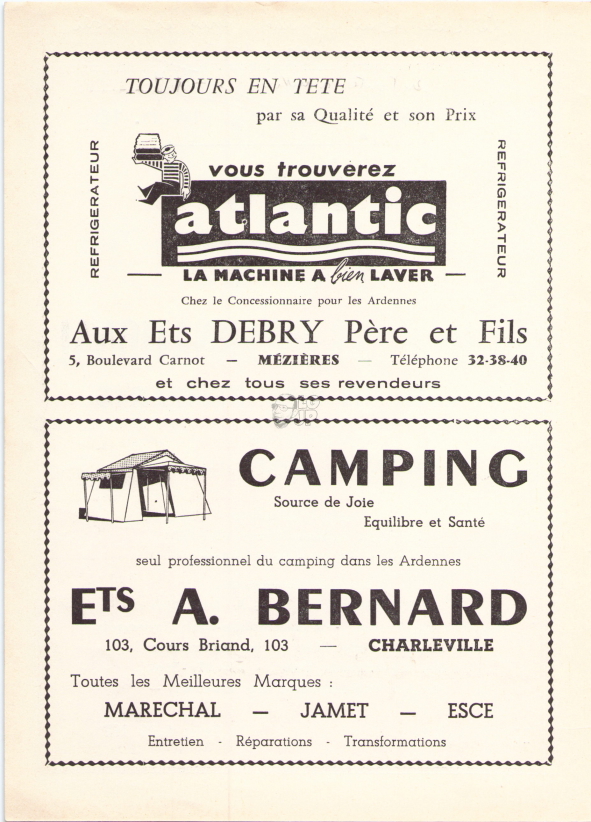 TOUJOURS EN TETE
par sa Qualité et son Prix
REFRIGERATEUR
REFRIGERATEUR
vous trouverez
atlantic
LA MACHINE A bien LAVER
Chez le Concessionnaire pour les Ardennes
Aux Ets DEBRY Père et Fils
5, Boulevard Carnot — MÉZIÈRES — Téléphone 32-38-40
et chez tous ses revendeurs
CAMPING
Source de Joie
Equilibre et Santé
seul professionnel du camping dans les Ardennes
ETS A. BERNARD
103, Cours Briand, 103 — CHARLEVILLE
Toutes les Meilleures Marques :
MARECHAL — JAMET — ESCE
Entretien - Réparations - Transformations